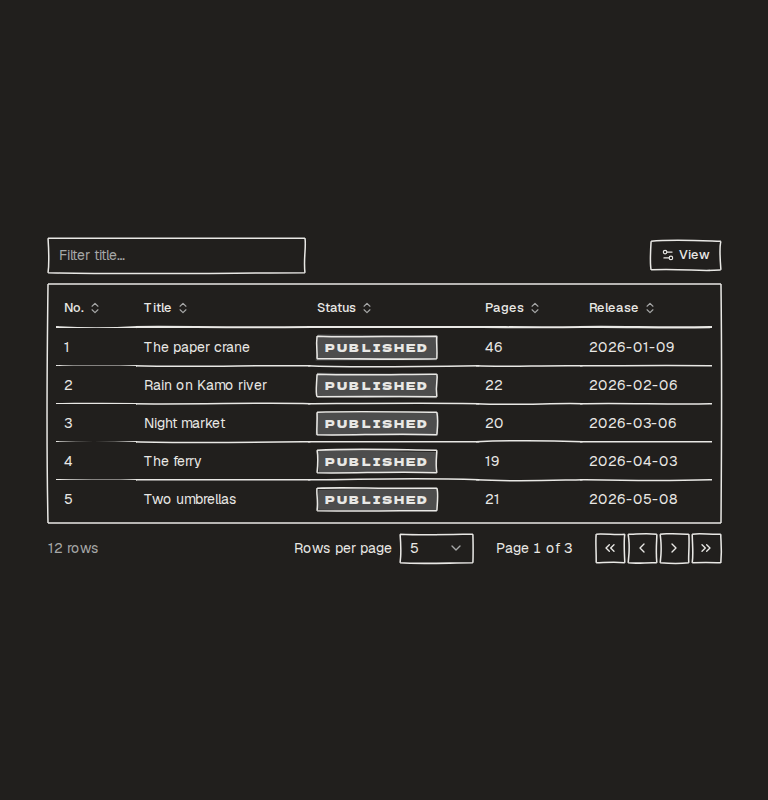 Filter title...
View
No. Title Status Pages Release
1 The paper crane PUBLISHED 46 2026-01-09
2 Rain on Kamo river PUBLISHED 22 2026-02-06
3 Night market PUBLISHED 20 2026-03-06
4 The ferry PUBLISHED 19 2026-04-03
5 Two umbrellas PUBLISHED 21 2026-05-08
12 rows Rows per page 5 Page 1 of 3